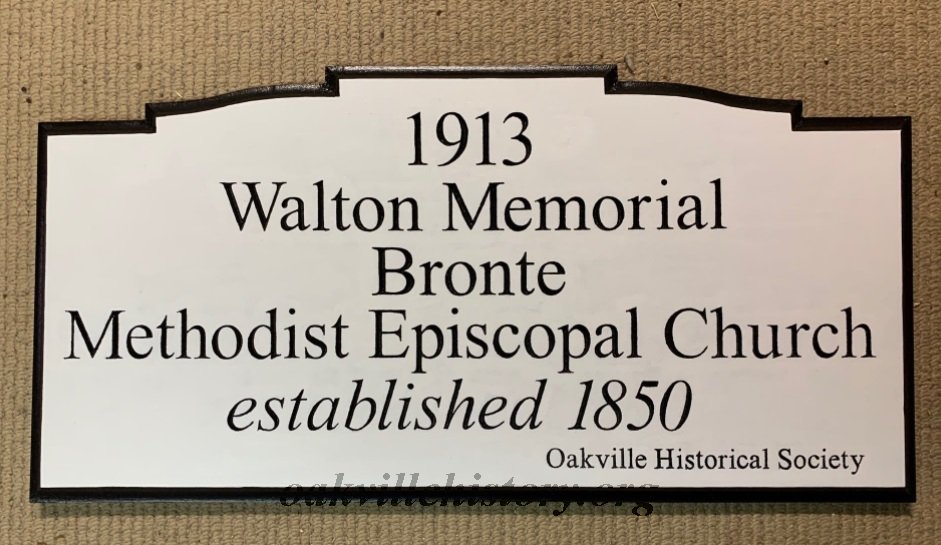 1913
Walton Memorial
Bronte
Methodist Episcopal Church
established 1850
Oakville Historical Society
oakvillehistory.org